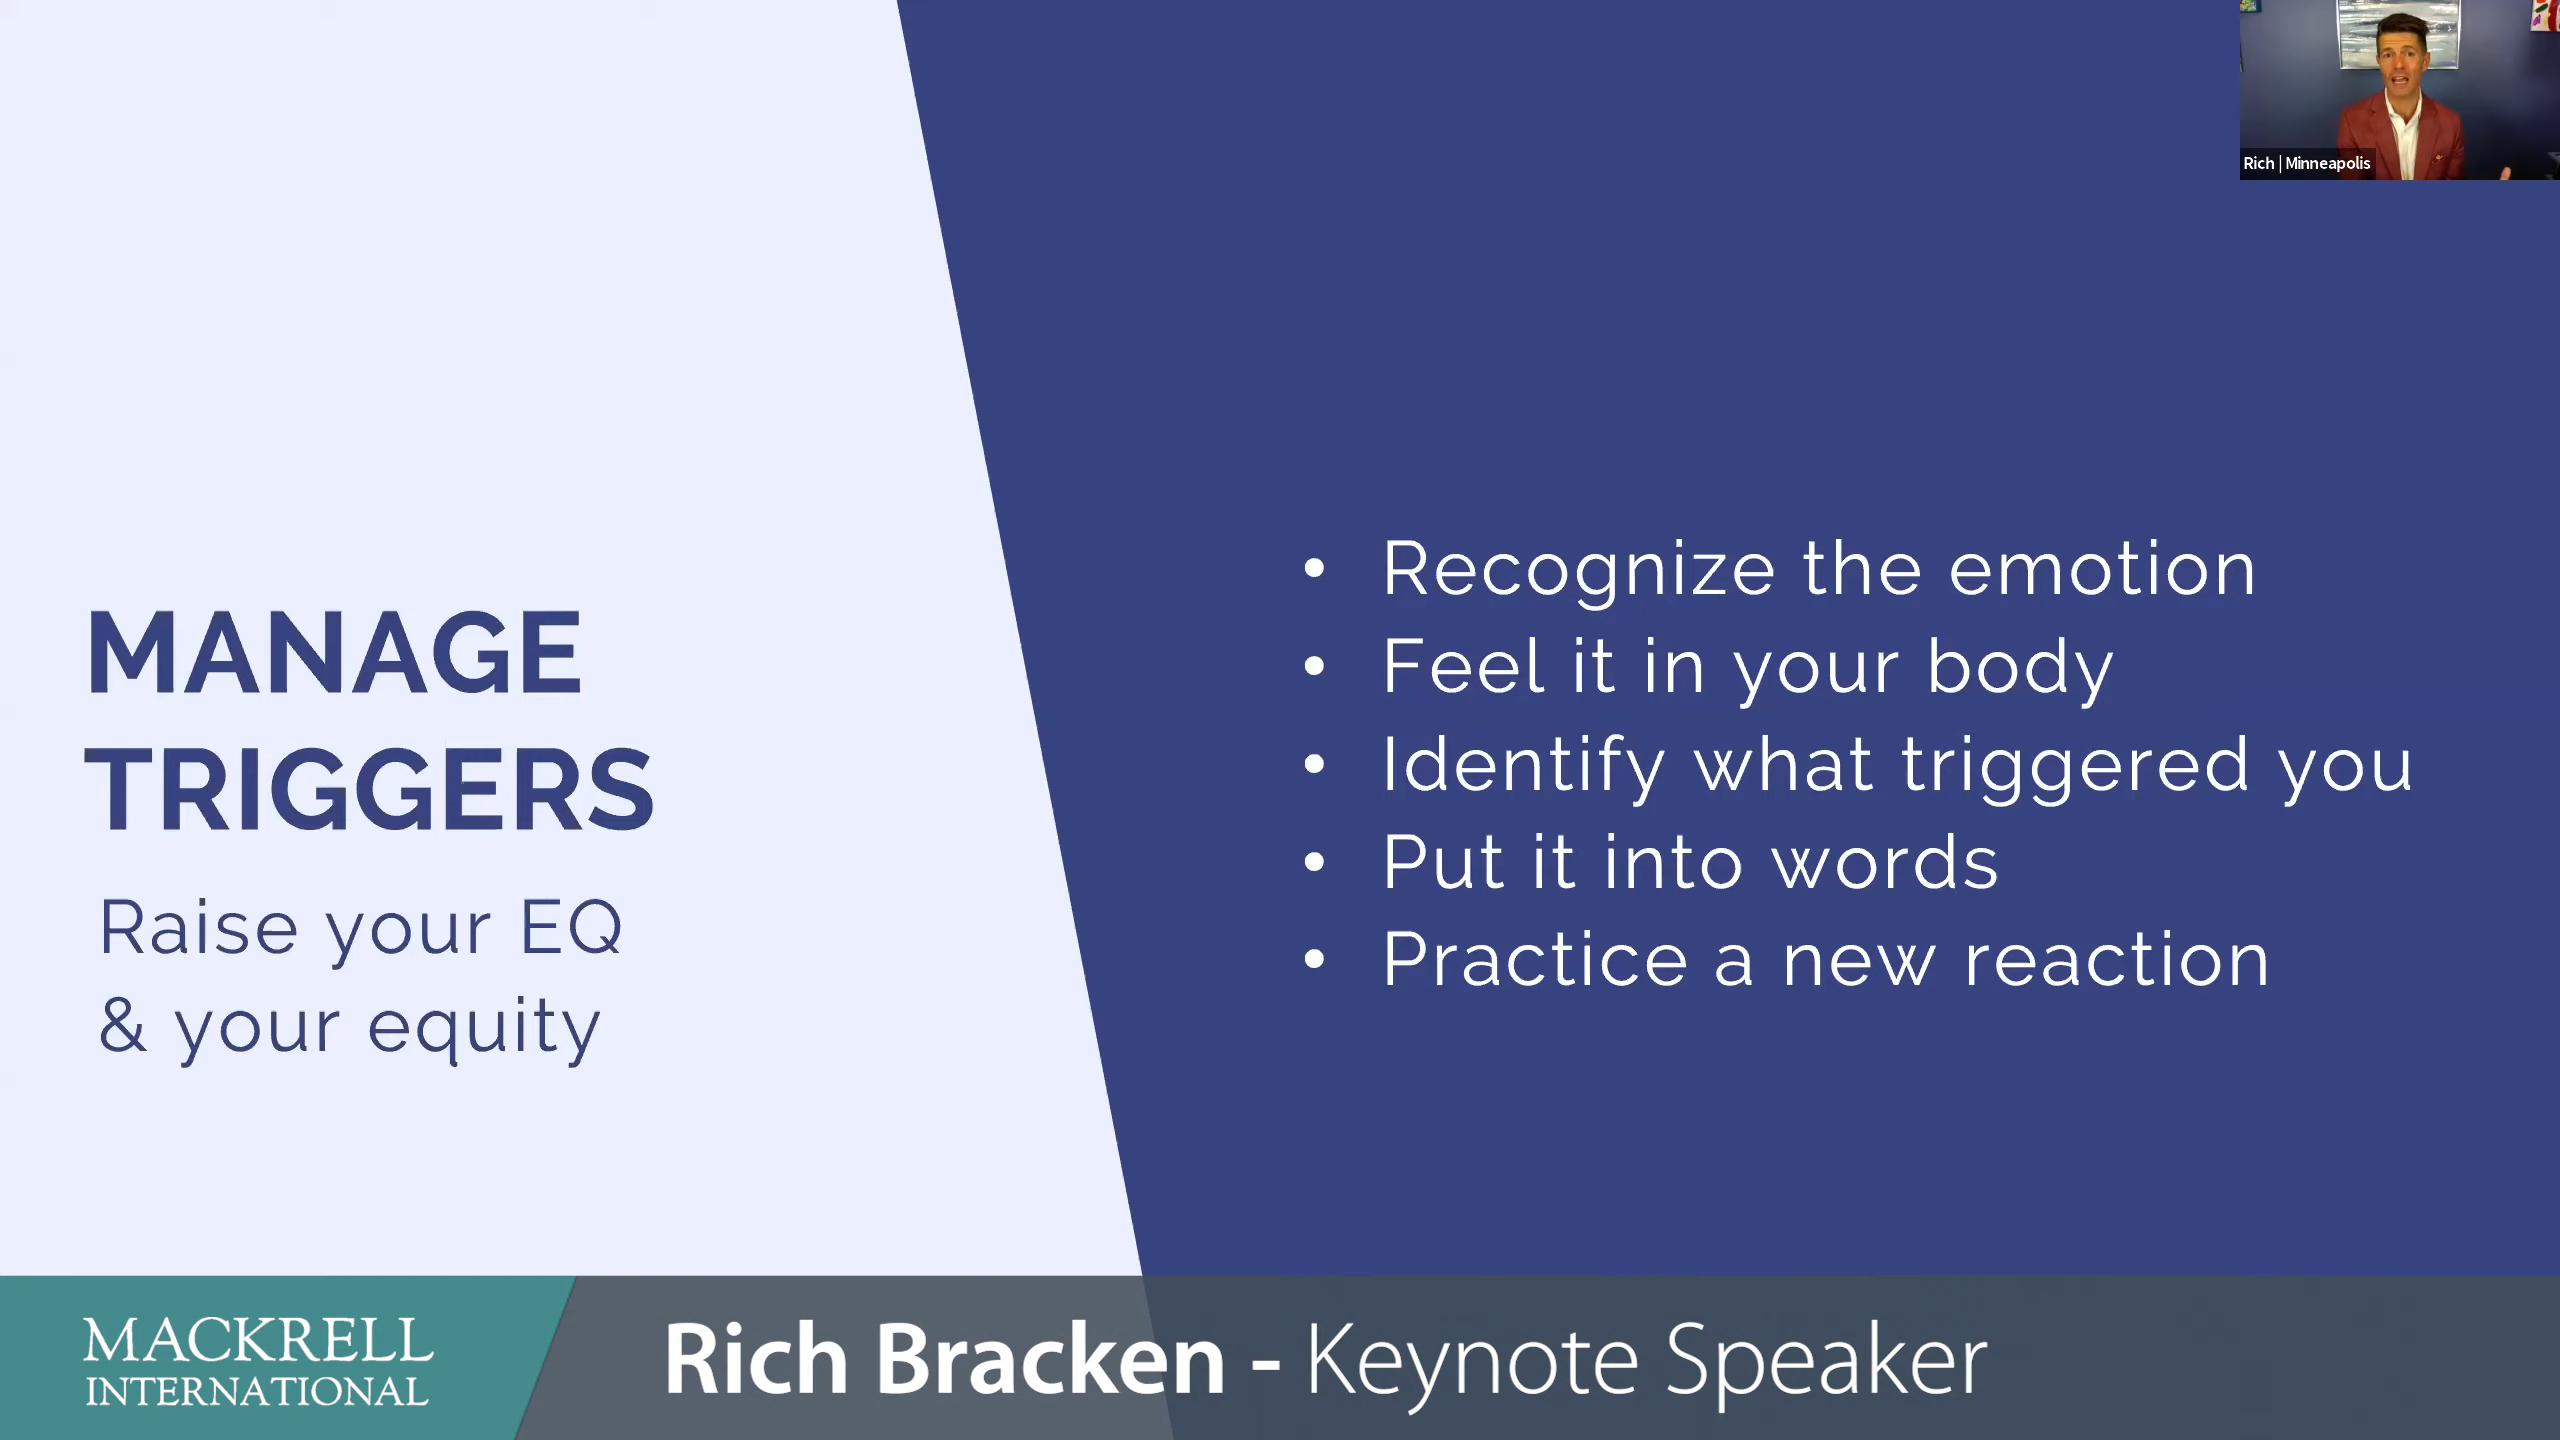 Rich | Minneapolis
MANAGE
TRIGGERS
Raise your EQ
& your equity
• Recognize the emotion
• Feel it in your body
• Identify what triggered you
• Put it into words
• Practice a new reaction
MACKRELL
INTERNATIONAL
Rich Bracken - Keynote Speaker